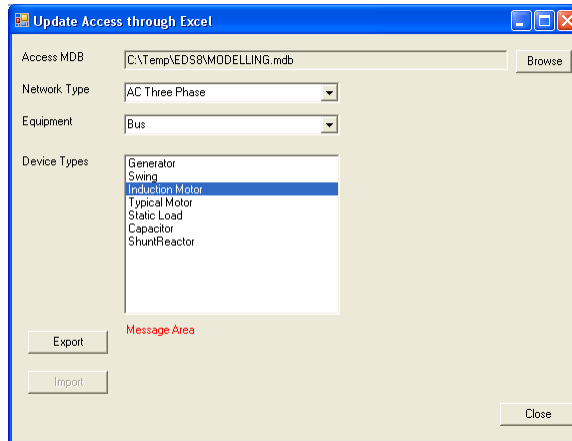 Update Access through Excel
Access MDB
C:\Temp\EDS8\MODELLING.mdb
Browse
Network Type
AC Three Phase
Equipment
Bus
Device Types
Generator
Swing
Induction Motor
Typical Motor
Static Load
Capacitor
ShuntReactor
Message Area
Export
Import
Close